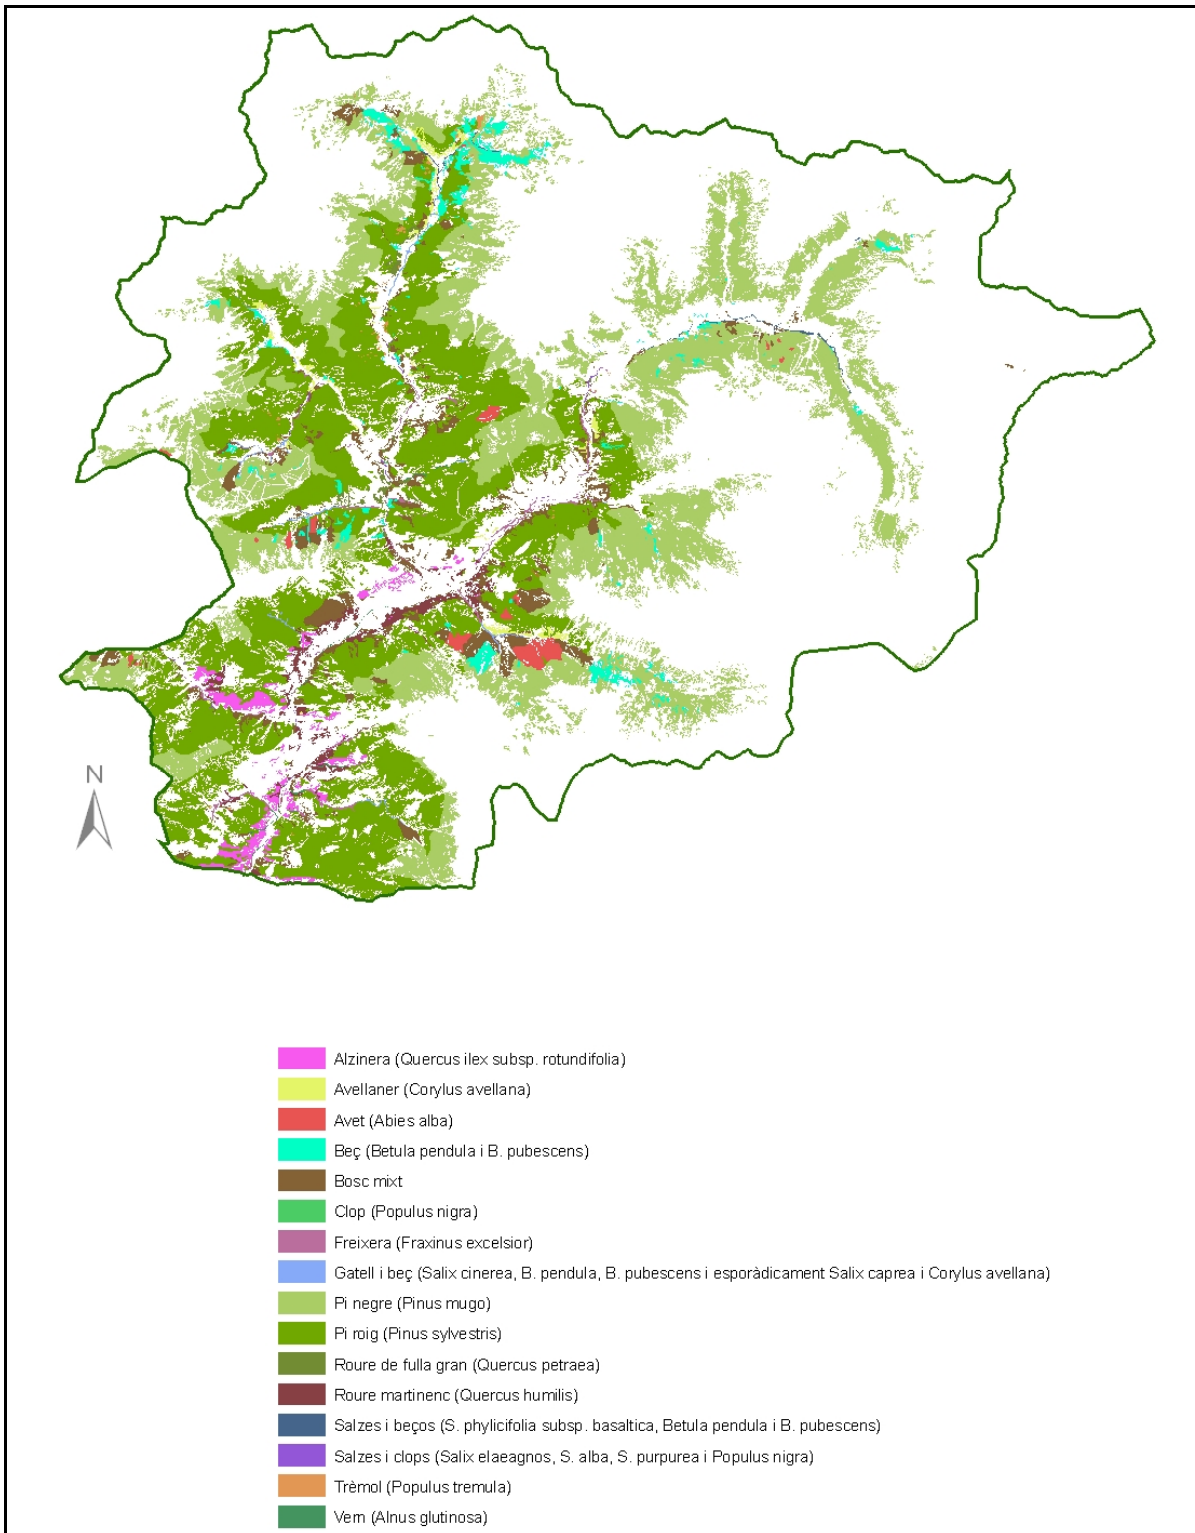 N
Alzinera (Quercus ilex subsp. rotundifolia)
Avellaner (Corylus avellana)
Avet (Abies alba)
Beç (Betula pendula i B. pubescens)
Bosc mixt
Clop (Populus nigra)
Freixera (Fraxinus excelsior)
Gatell i beç (Salix cinerea, B. pendula, B. pubescens i esporàdicament Salix caprea i Corylus avellana)
Pi negre (Pinus mugo)
Pi roig (Pinus sylvestris)
Roure de fulla gran (Quercus petraea)
Roure martinenc (Quercus humilis)
Salzes i beços (S. phylicifolia subsp. basaltica, Betula pendula i B. pubescens)
Salzes i clops (Salix elaeagnos, S. alba, S. purpurea i Populus nigra)
Trèmol (Populus tremula)
Vern (Alnus glutinosa)